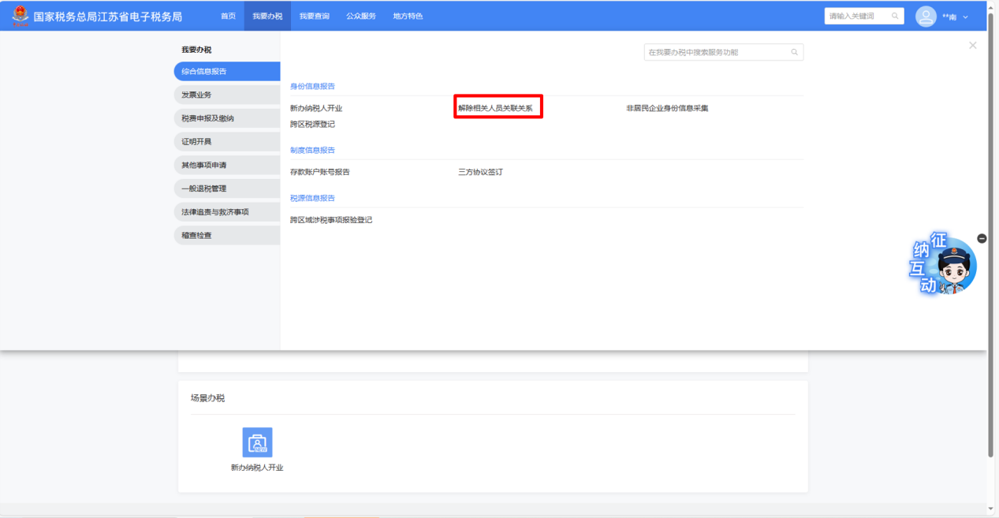 国家税务总局江苏省电子税务局 首页 我要办税 我要查询 公众服务 地方特色 请输入关键词 **南
我要办税
在我要办税中搜索服务功能
综合信息报告
发票业务
税费申报及缴纳
证明开具
其他事项申请
一般退税管理
法律追责与救济事项
稽查检查
身份信息报告
新办纳税人开业 解除相关人员关联关系 非居民企业身份信息采集
跨区税源登记
制度信息报告
存款账户账号报告 三方协议签订
税源信息报告
跨区域涉税事项报验登记
征纳互动
场景办税
NEW
新办纳税人开业